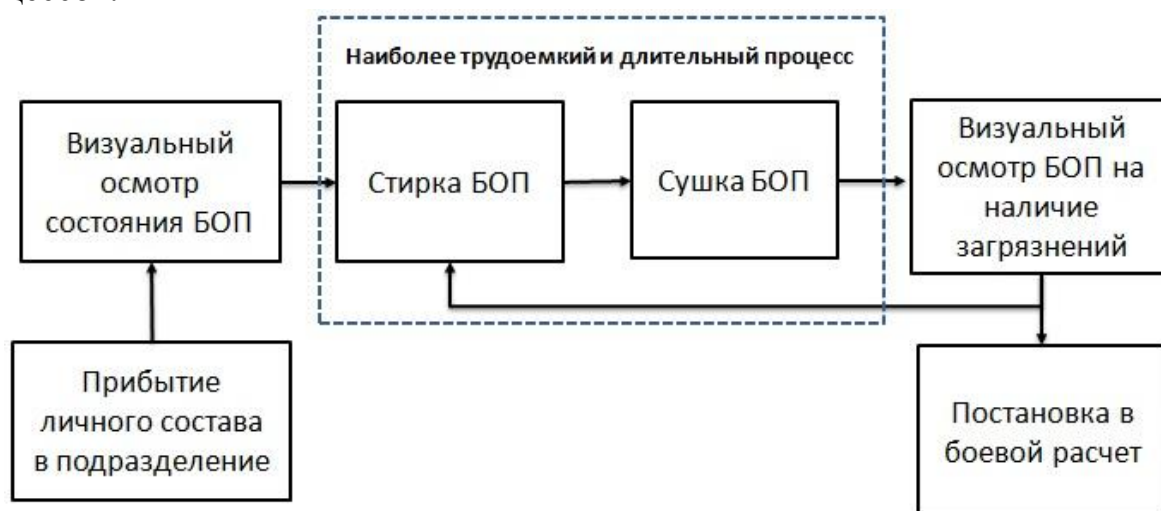 Наиболее трудоемкий и длительный процесс
Визуальный
осмотр
состояния БОП
Стирка БОП
Сушка БОП
Визуальный
осмотр БОП на
наличие
загрязнений
Прибытие
личного состава
в подразделение
Постановка в
боевой расчет